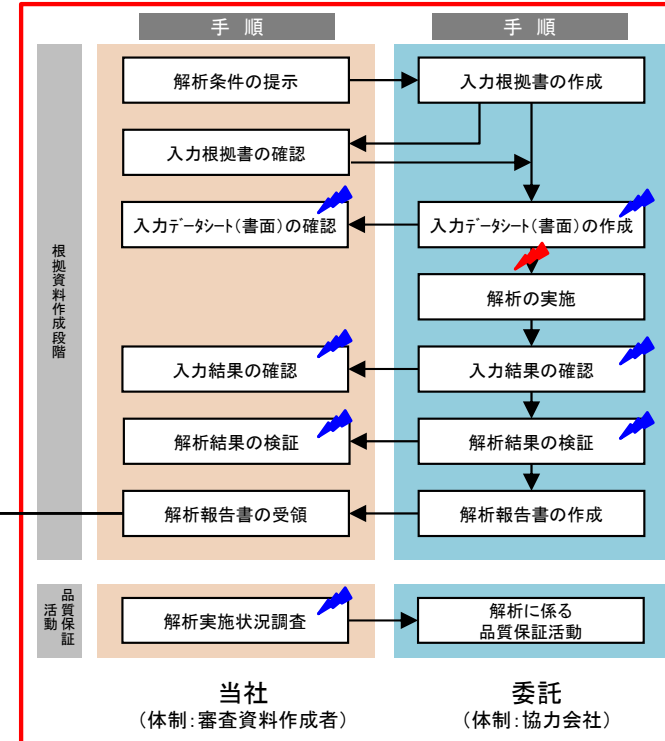 手 順
手 順
解析条件の提示
入力根拠書の作成
入力根拠書の確認
入力ﾃﾞｰﾀｼｰﾄ(書面)の確認
入力ﾃﾞｰﾀｼｰﾄ(書面)の作成
解析の実施
入力結果の確認
入力結果の確認
解析結果の検証
解析結果の検証
解析報告書の受領
解析報告書の作成
根拠資料作成段階
品質保証
活動
解析実施状況調査
解析に係る
品質保証活動
当社
(体制:審査資料作成者)
委託
(体制:協力会社)